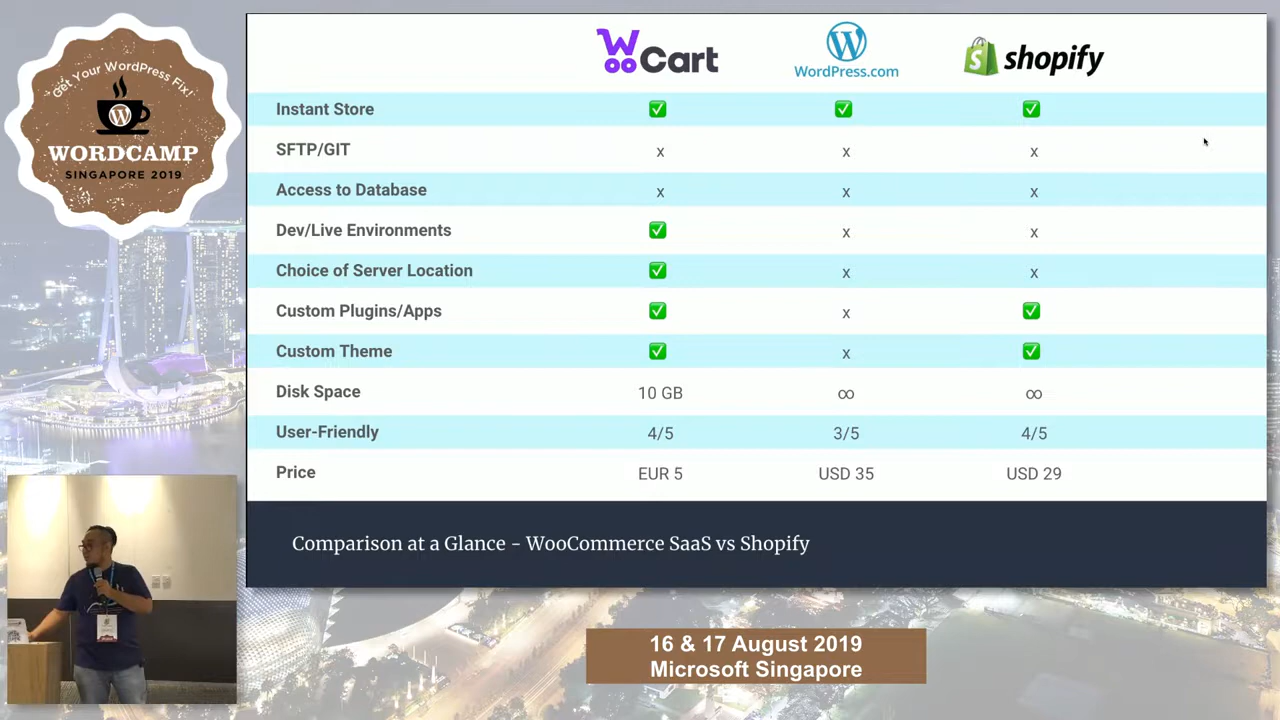 Get Your WordPress Fix!
WORDCAMP
SINGAPORE 2019
WooCart WordPress.com shopify
Instant Store ✅ ✅ ✅
SFTP/GIT x x x
Access to Database x x x
Dev/Live Environments ✅ x x
Choice of Server Location ✅ x x
Custom Plugins/Apps ✅ x ✅
Custom Theme ✅ x ✅
Disk Space 10 GB ∞ ∞
User-Friendly 4/5 3/5 4/5
Price EUR 5 USD 35 USD 29
Comparison at a Glance - WooCommerce SaaS vs Shopify
16 & 17 August 2019
Microsoft Singapore